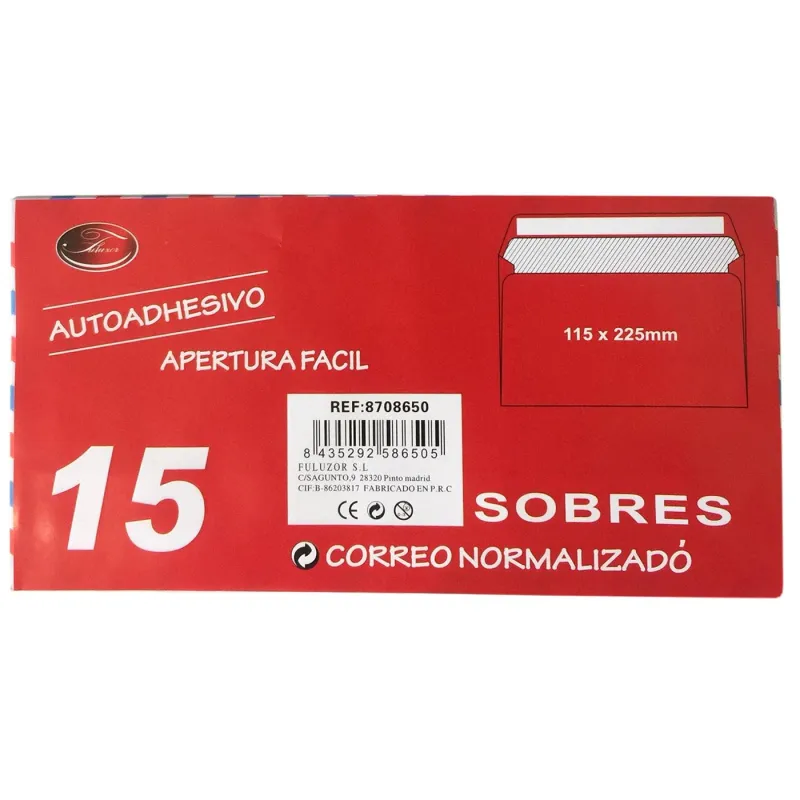 Fuluzor
AUTOADHESIVO
APERTURA FACIL
115 x 225mm
REF:8708650
8 435292 586505
FULUZOR S.L
C/SAGUNTO,9 28320 Pinto madrid
CIF:B-86203817 FABRICADO EN P.R.C
CE
15
SOBRES
CORREO NORMALIZADÓ